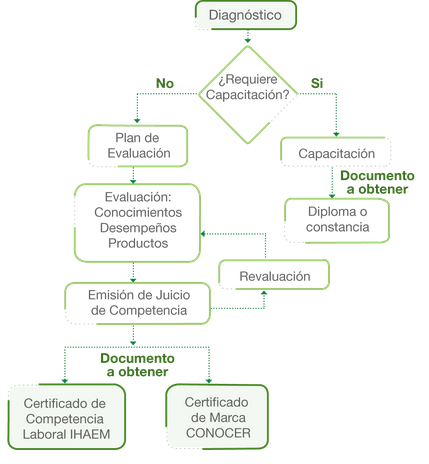 Diagnóstico
¿Requiere
Capacitación?
No
Si
Plan de
Evaluación
Capacitación
Documento
a obtener
Evaluación:
Conocimientos
Desempeños
Productos
Diploma o
constancia
Revaluación
Emisión de Juicio
de Competencia
Documento
a obtener
Certificado de
Competencia
Laboral IHAEM
Certificado
de Marca
CONOCER